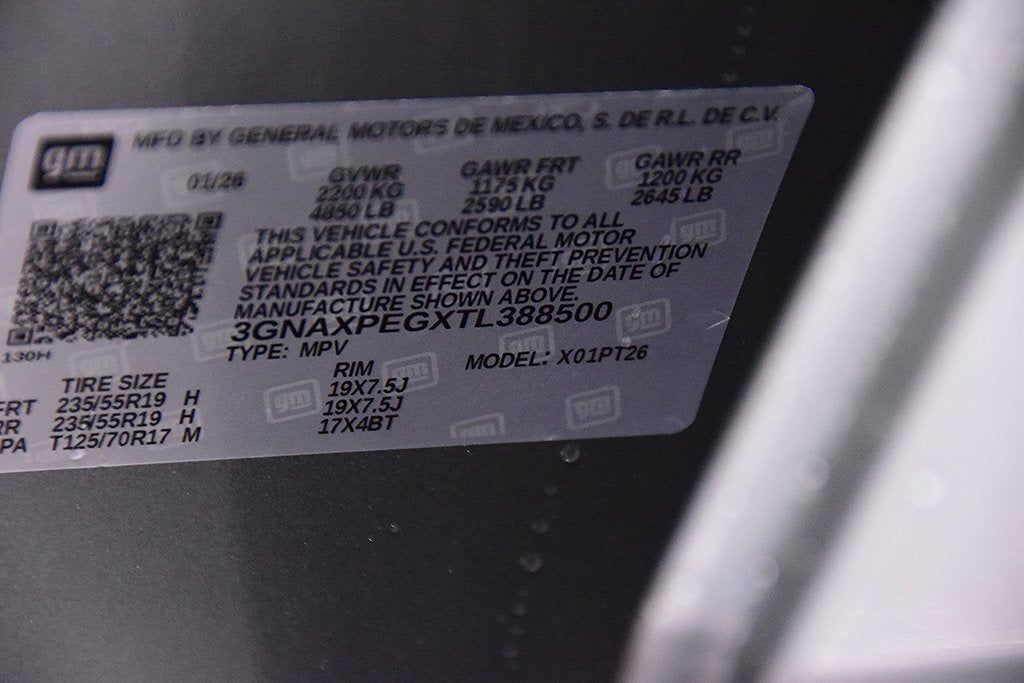 gm
MFD BY GENERAL MOTORS DE MEXICO, S. DE R.L. DE C.V.
01/26 GVWR GAWR FRT GAWR RR
2200 KG 1175 KG 1200 KG
4850 LB 2590 LB 2645 LB
THIS VEHICLE CONFORMS TO ALL
APPLICABLE U.S. FEDERAL MOTOR
VEHICLE SAFETY AND THEFT PREVENTION
STANDARDS IN EFFECT ON THE DATE OF
MANUFACTURE SHOWN ABOVE.
3GNAXPEGXTL388500
130H
TYPE: MPV MODEL: X01PT26
TIRE SIZE RIM
FRT 235/55R19 H 19X7.5J
RR 235/55R19 H 19X7.5J
PA T125/70R17 M 17X4BT